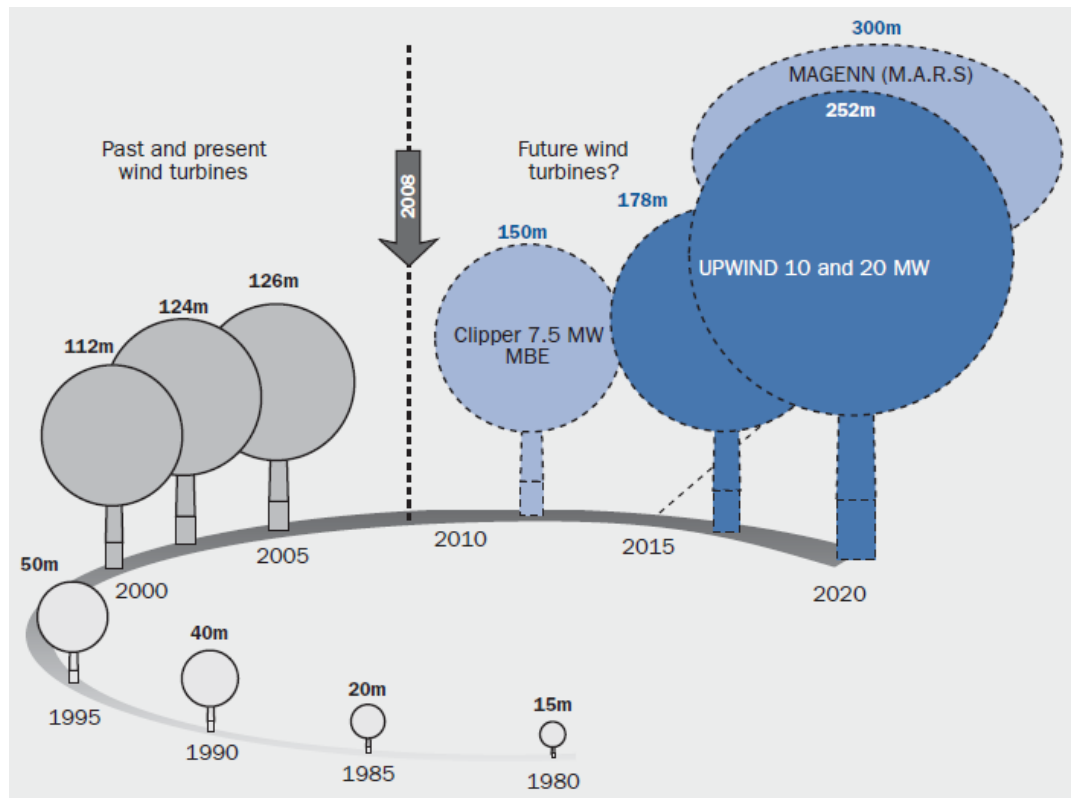 300m
MAGENN (M.A.R.S)
252m
Past and present
wind turbines
2008
Future wind
turbines?
178m
150m
UPWIND 10 and 20 MW
126m
124m
112m
Clipper 7.5 MW
MBE
2010
2015
2005
2000
2020
50m
40m
20m
15m
1995
1990
1985
1980